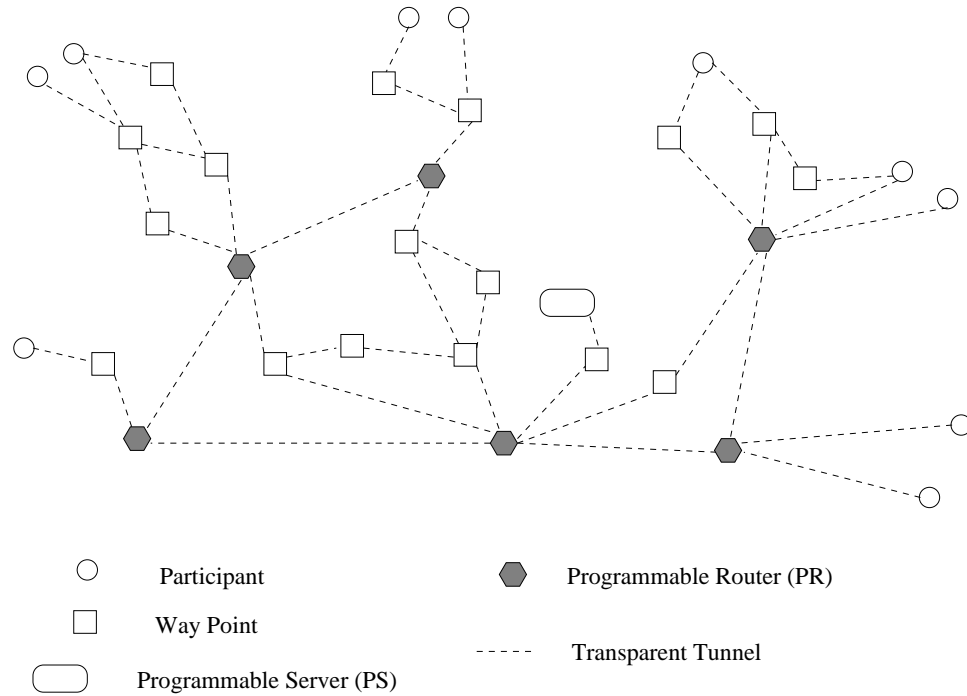 Participant
Programmable Router (PR)
Way Point
Transparent Tunnel
Programmable Server (PS)